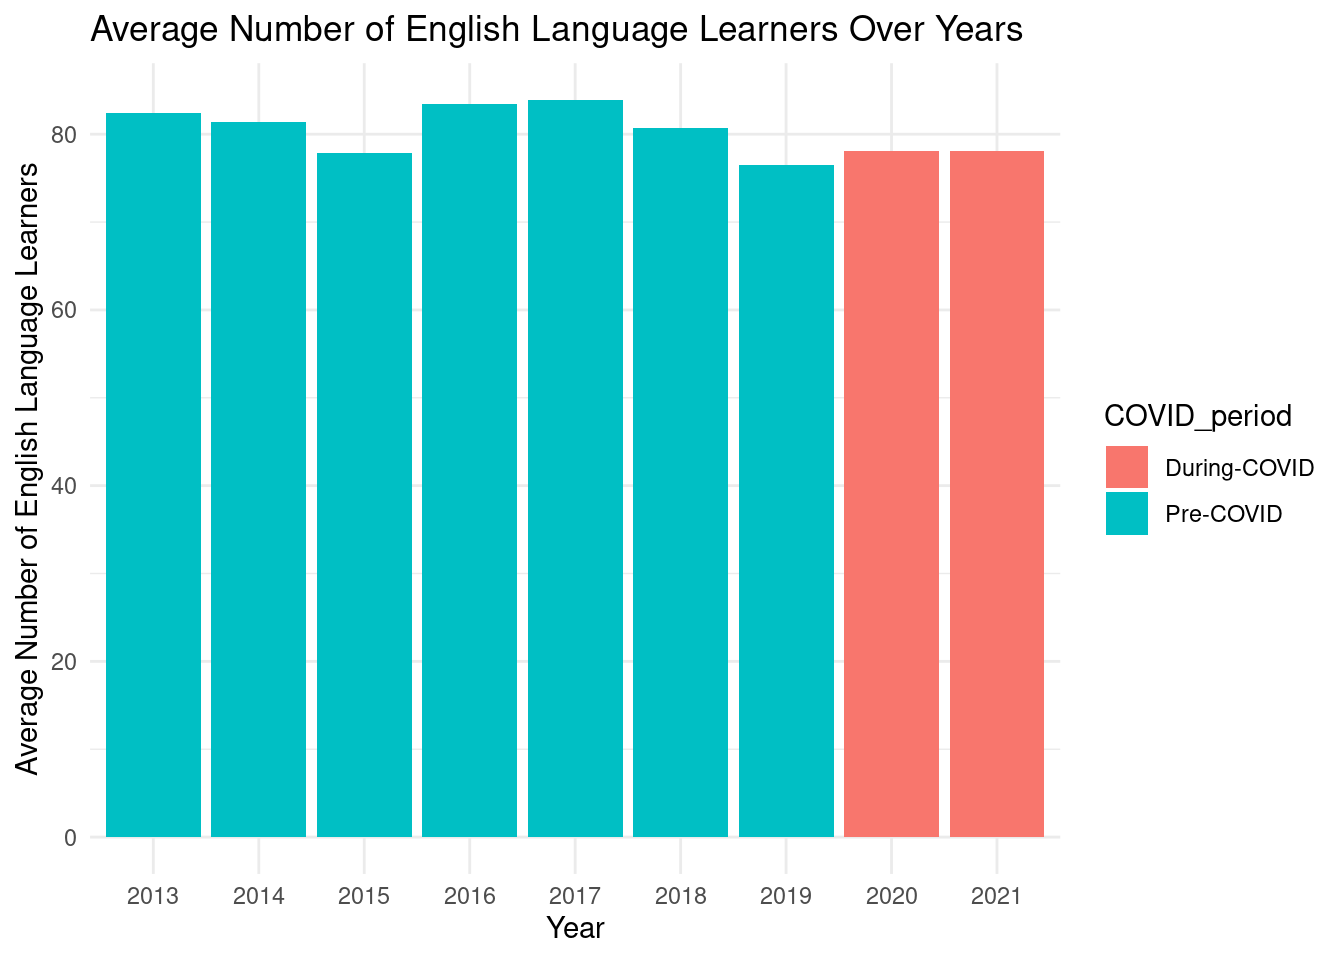 Average Number of English Language Learners Over Years
Average Number of English Language Learners
80
60
40
20
0
2013 2014 2015 2016 2017 2018 2019 2020 2021
Year
COVID_period
During-COVID
Pre-COVID